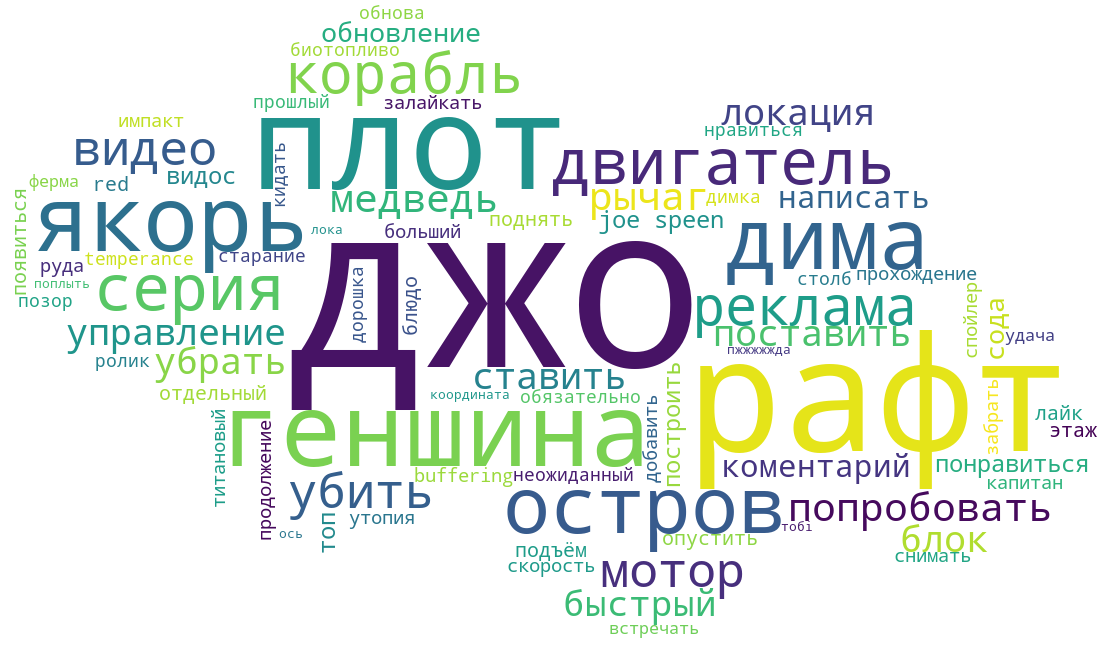 обнова
обновление
биотопливо
корабль
прошлый
залайкать
импакт
плот
локация
нравиться
видео
кидать
двигатель
ферма
red
видос
медведь
рычаг
димка
написать
появиться
якорь
поднять
joe speen
дима
лока
больший
джо
руда
temperance
старание
столб
прохождение
поплыть
позор
серия
дорошка
блюдо
реклама
спойлер
сода
управление
поставить
удача
ролик
убрать
пжжжжжда
рафт
ставить
отдельный
координата
обязательно
построить
забрать
титановый
геншина
добавить
лайк
этаж
продолжение
buffering
неожиданный
коментарий
понравиться
капитан
убить
остров
попробовать
топ
утопия
ось
тобі
опустить
блок
подъём
скорость
снимать
мотор
быстрый
встречать